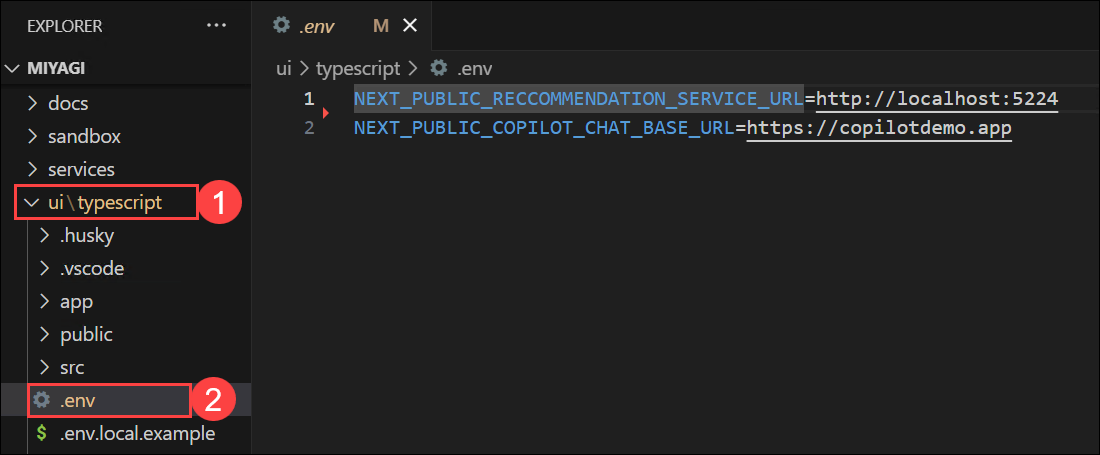 EXPLORER ···
MIYAGI
docs
sandbox
services
ui\typescript 1
.husky
.vscode
app
public
src
.env 2
$ .env.local.example
.env M
ui > typescript > .env
1 NEXT_PUBLIC_RECCOMMENDATION_SERVICE_URL=http://localhost:5224
2 NEXT_PUBLIC_COPILOT_CHAT_BASE_URL=https://copilotdemo.app